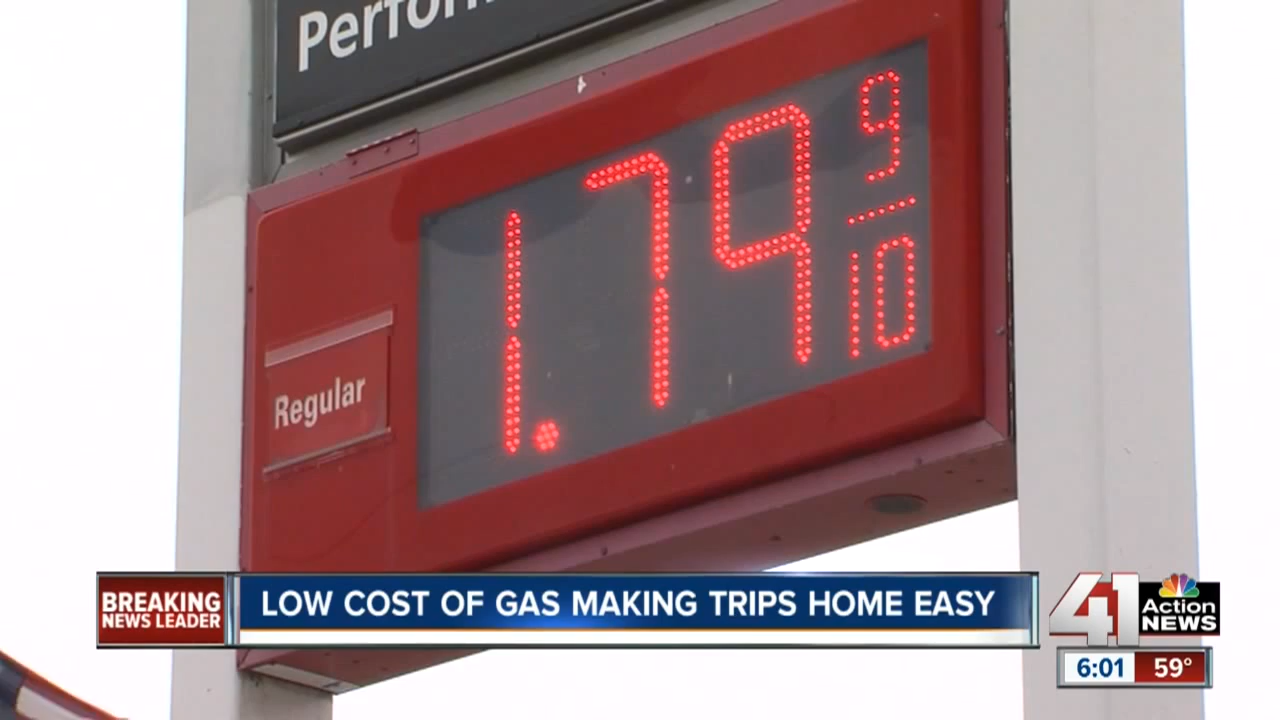 Perform
Regular
1.79 9/10
BREAKING
NEWS LEADER
LOW COST OF GAS MAKING TRIPS HOME EASY
41
Action
NEWS
6:01 59°